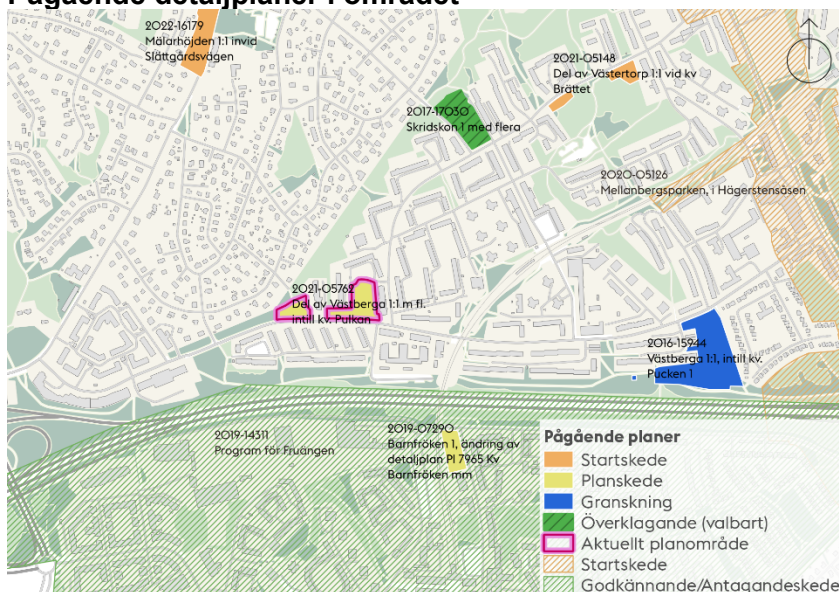 Pågående detaljplaner i området
2022-16179
Mälarhöjden 1:1 invid
Slättgårdsvägen
2021-05148
Del av Västertorp 1:1 vid kv
Brättet
2017-17030
Skridskon 1 med flera
2020-05126
Mellanbergsparken, i Hägerstensåsen
2021-05762
Del av Västberga 1:1 m fl.
intill kv. Pulkan
2016-15944
Västberga 1:1, intill kv.
Pucken 1
2019-14311
Program för Fruängen
2019-07290
Barnfröken 1, ändring av
detaljplan Pl 7965 Kv
Barnfröken mm
Pågående planer
Startskede
Planskede
Granskning
Överklagande (valbart)
Aktuellt planområde
Startskede
Godkännande/Antagandeskede